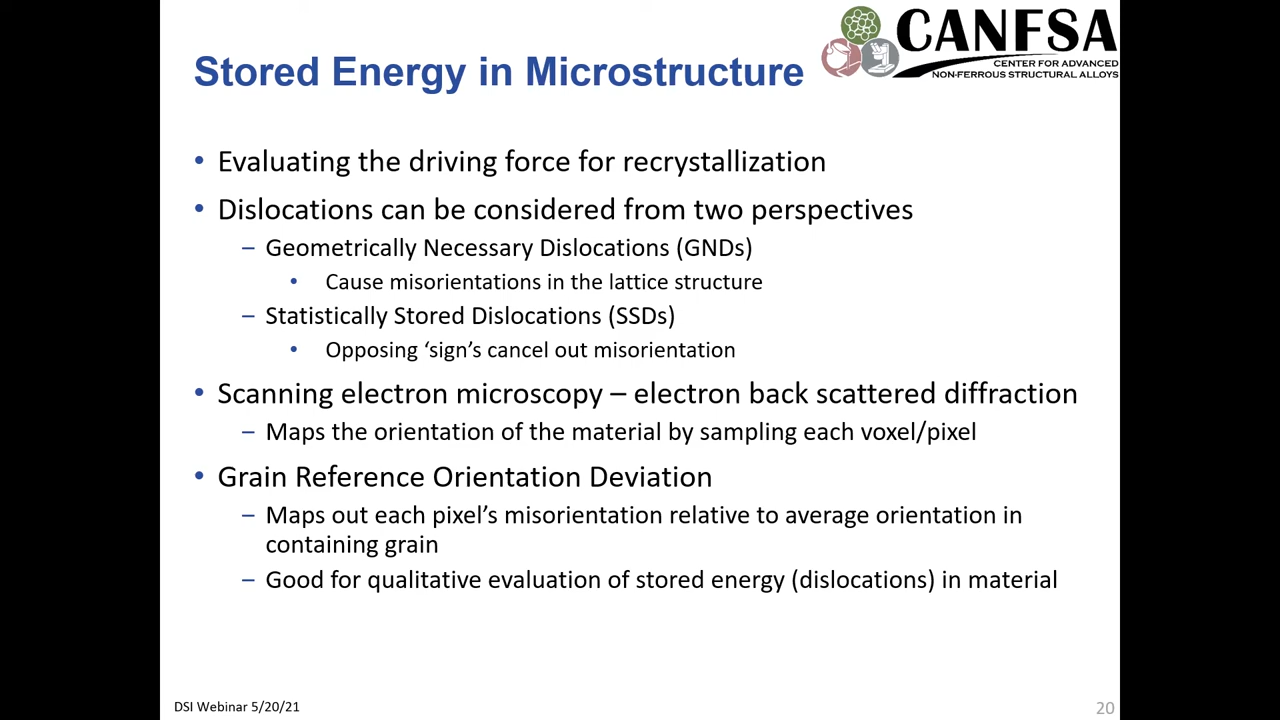 CANFSA
CENTER FOR ADVANCED
NON-FERROUS STRUCTURAL ALLOYS
Stored Energy in Microstructure
• Evaluating the driving force for recrystallization
• Dislocations can be considered from two perspectives
– Geometrically Necessary Dislocations (GNDs)
• Cause misorientations in the lattice structure
– Statistically Stored Dislocations (SSDs)
• Opposing ‘sign’s cancel out misorientation
• Scanning electron microscopy – electron back scattered diffraction
– Maps the orientation of the material by sampling each voxel/pixel
• Grain Reference Orientation Deviation
– Maps out each pixel’s misorientation relative to average orientation in
containing grain
– Good for qualitative evaluation of stored energy (dislocations) in material
DSI Webinar 5/20/21
20